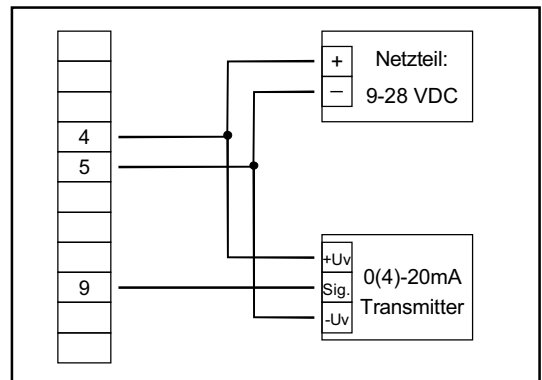 4
5
9
+
−
Netzteil:
9-28 VDC
+Uv
Sig.
-Uv
0(4)-20mA
Transmitter